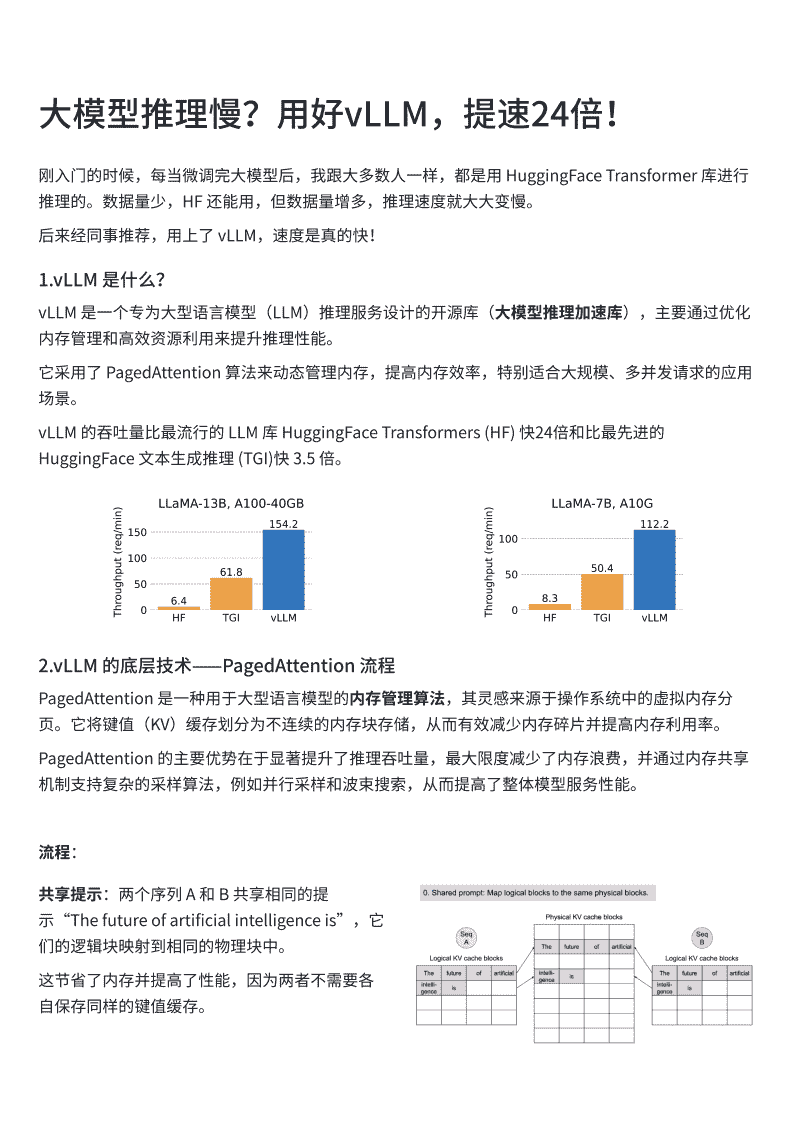 大模型推理慢？用好vLLM，提速24倍！
刚入门的时候，每当微调完大模型后，我跟大多数人一样，都是用 HuggingFace Transformer 库进行
推理的。数据量少，HF 还能用，但数据量增多，推理速度就大大变慢。
后来经同事推荐，用上了 vLLM，速度是真的快！
1.vLLM 是什么？
vLLM 是一个专为大型语言模型（LLM）推理服务设计的开源库（大模型推理加速库），主要通过优化
内存管理和高效资源利用来提升推理性能。
它采用了 PagedAttention 算法来动态管理内存，提高内存效率，特别适合大规模、多并发请求的应用
场景。
vLLM 的吞吐量比最流行的 LLM 库 HuggingFace Transformers (HF) 快24倍和比最先进的
HuggingFace 文本生成推理 (TGI)快 3.5 倍。
LLaMA-13B, A100-40GB
Throughput (req/min)
150
100
50
0
6.4
61.8
154.2
HF TGI vLLM
LLaMA-7B, A10G
Throughput (req/min)
100
50
0
8.3
50.4
112.2
HF TGI vLLM
2.vLLM 的底层技术——PagedAttention 流程
PagedAttention 是一种用于大型语言模型的内存管理算法，其灵感来源于操作系统中的虚拟内存分
页。它将键值（KV）缓存划分为不连续的内存块存储，从而有效减少内存碎片并提高内存利用率。
PagedAttention 的主要优势在于显著提升了推理吞吐量，最大限度减少了内存浪费，并通过内存共享
机制支持复杂的采样算法，例如并行采样和波束搜索，从而提高了整体模型服务性能。
流程：
共享提示：两个序列 A 和 B 共享相同的提
示“The future of artificial intelligence is”，它
们的逻辑块映射到相同的物理块中。
这节省了内存并提高了性能，因为两者不需要各
自保存同样的键值缓存。
0. Shared prompt: Map logical blocks to the same physical blocks.
Seq
A
Logical KV cache blocks
The future of artificial
intelli-
gence is
Physical KV cache blocks
The future of artificial
intelli-
gence is
Seq
B
Logical KV cache blocks
The future of artificial
intelli-
gence is